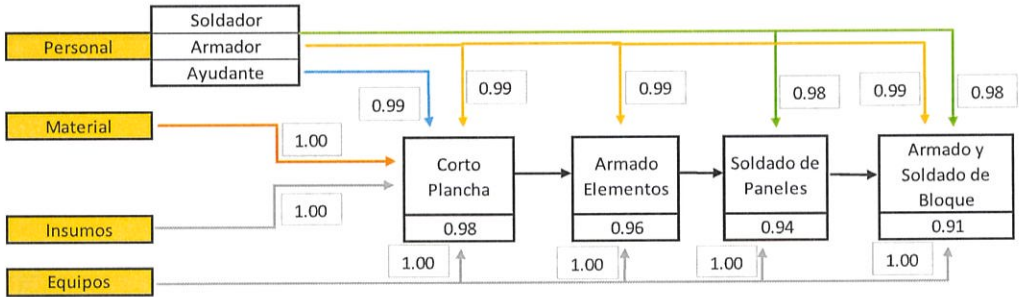 Soldador
Personal
Armador
Ayudante
0.99
0.99
0.99
0.98
0.99
0.98
Material
1.00
Corto
Plancha
0.98
Armado
Elementos
0.96
Soldado de
Paneles
0.94
Armado y
Soldado de
Bloque
0.91
1.00
Insumos
1.00
1.00
1.00
1.00
Equipos